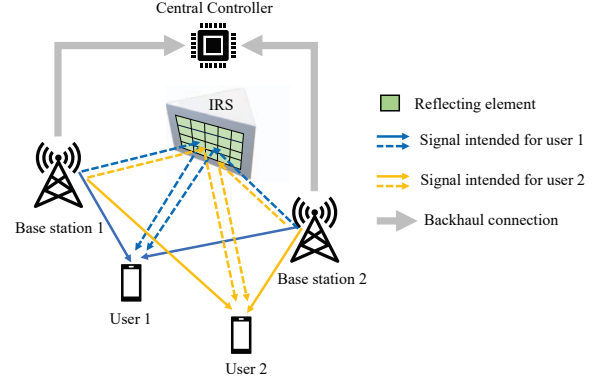 Central Controller
IRS
Reflecting element
Signal intended for user 1
Signal intended for user 2
Backhaul connection
Base station 1
Base station 2
User 1
User 2